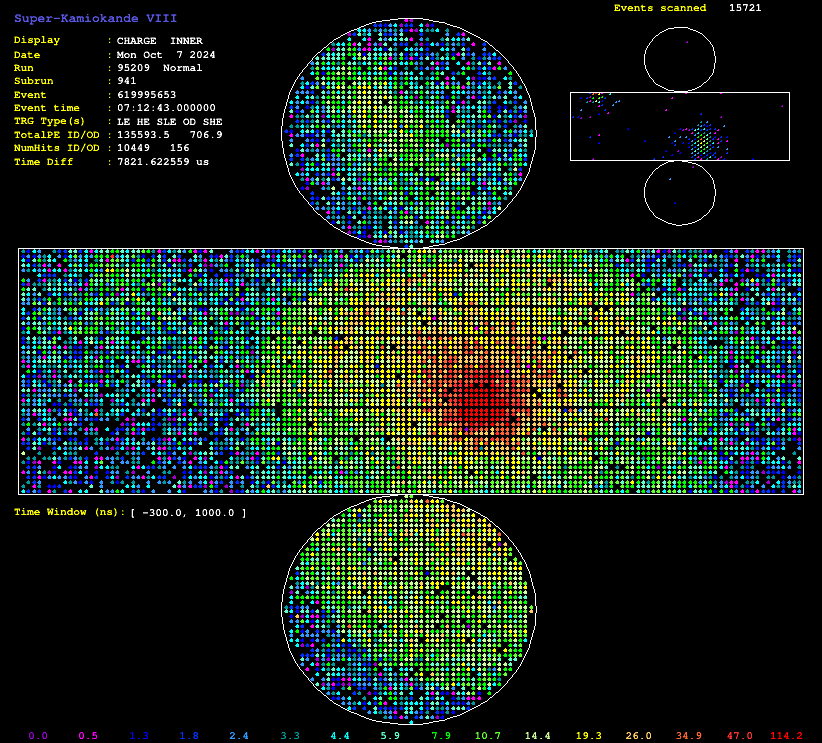 Super-Kamiokande VIII
Events scanned 15721
Display : CHARGE INNER
Date : Mon Oct 7 2024
Run : 95209 Normal
Subrun : 941
Event : 619995653
Event time : 07:12:43.000000
TRG Type(s) : LE HE SLE OD SHE
TotalPE ID/OD : 135593.5 706.9
NumHits ID/OD : 10449 156
Time Diff : 7821.622559 us
Time Window (ns): [ -300.0, 1000.0 ]
0.0 0.5 1.3 1.8 2.4 3.3 4.4 5.9 7.9 10.7 14.4 19.3 26.0 34.9 47.0 114.2